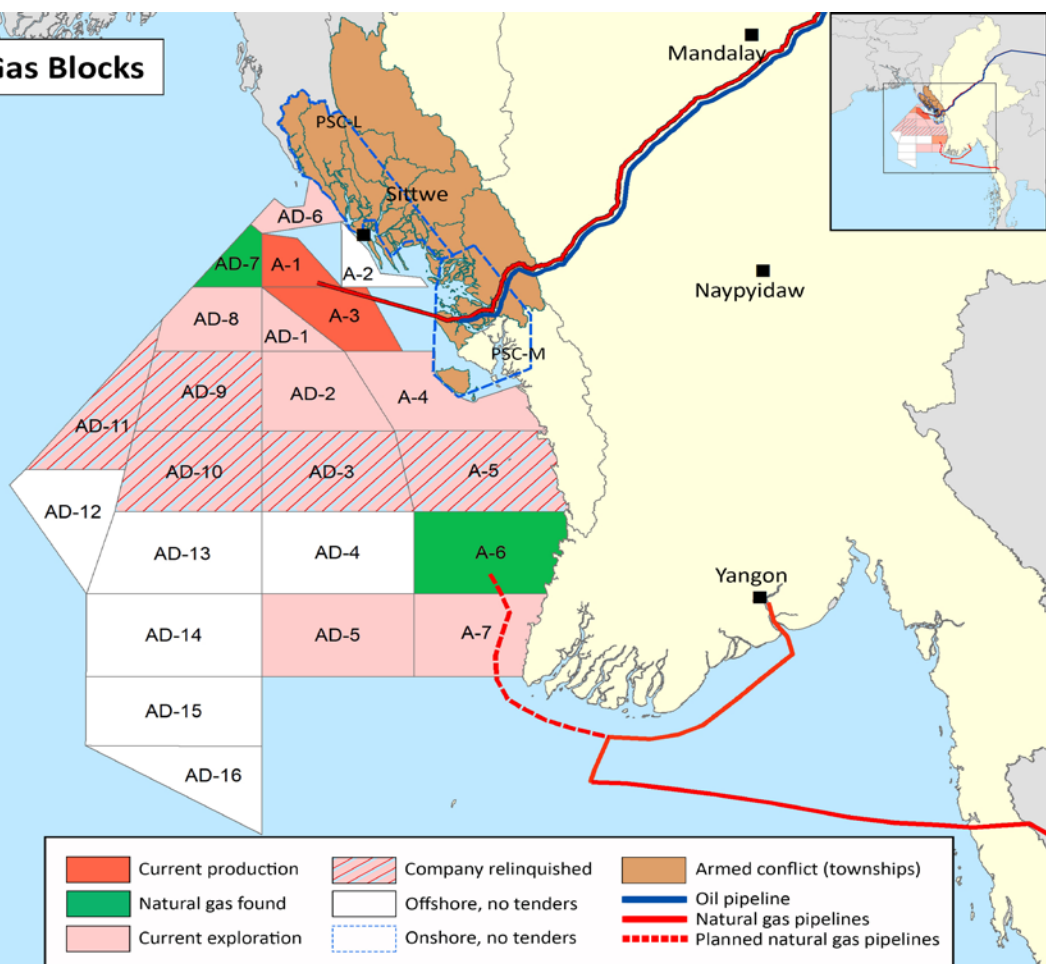 Gas Blocks
Mandalay
PSC-L
Sittwe
AD-6
AD-7
A-1
A-2
Naypyidaw
AD-8
AD-1
A-3
PSC-M
AD-9
AD-2
A-4
AD-11
AD-10
AD-3
A-5
AD-12
AD-13
AD-4
A-6
Yangon
AD-14
AD-5
A-7
AD-15
AD-16
Current production
Company relinquished
Armed conflict (townships)
Natural gas found
Offshore, no tenders
Oil pipeline
Natural gas pipelines
Current exploration
Onshore, no tenders
Planned natural gas pipelines